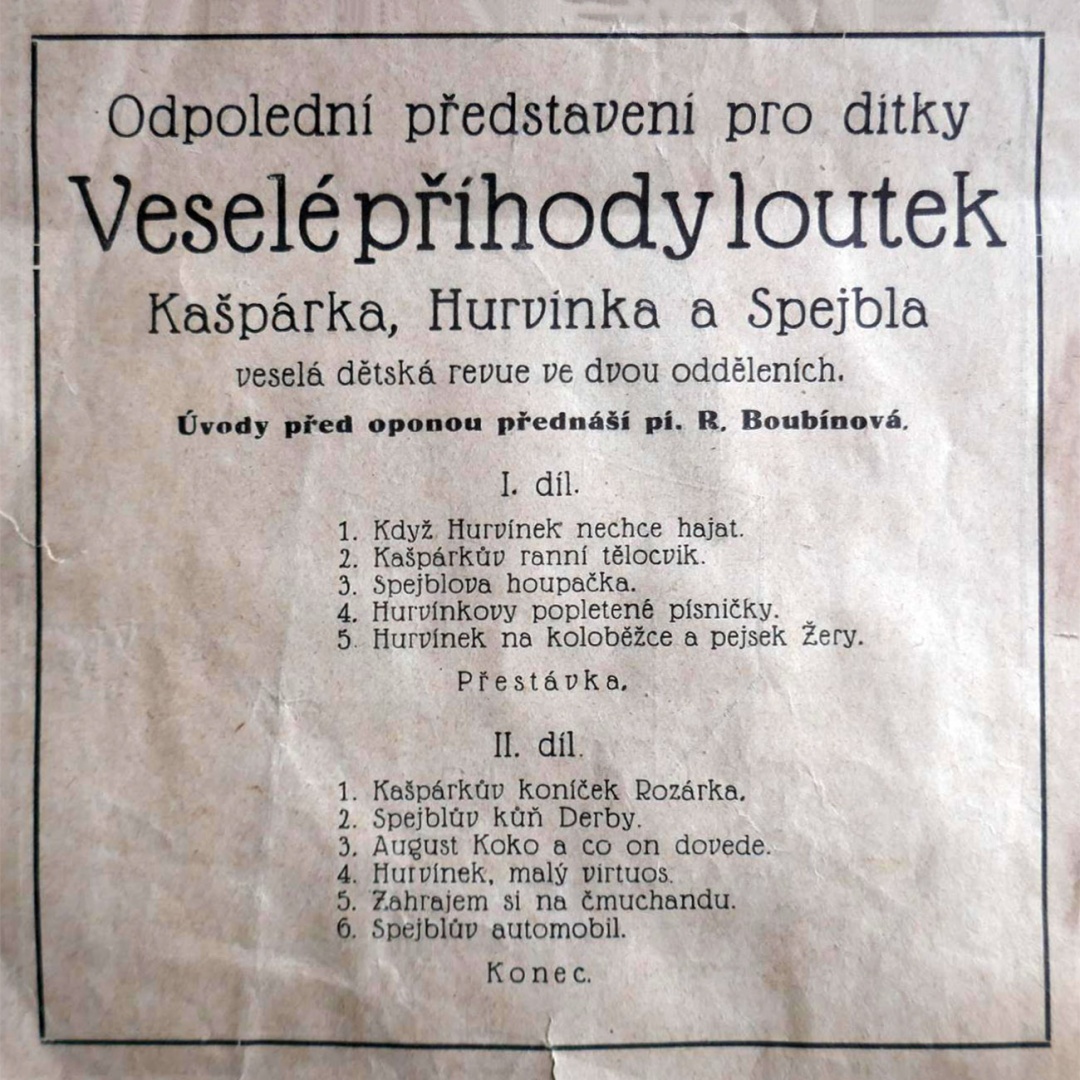 Odpolední představení pro dítky
Veselé příhody loutek
Kašpárka, Hurvínka a Spejbla
veselá dětská revue ve dvou odděleních.
Úvody před oponou přednáší pí. R. Boubínová.
I. díl.
1. Když Hurvínek nechce hajat.
2. Kašpárkův ranní tělocvik.
3. Spejblova houpačka.
4. Hurvínkovy popletené písničky.
5. Hurvínek na koloběžce a pejsek Žery.
Přestávka.
II. díl.
1. Kašpárkův koníček Rozárka.
2. Spejblův kůň Derby.
3. August Koko a co on dovede.
4. Hurvínek, malý virtuos.
5. Zahrajem si na čmuchandu.
6. Spejblův automobil.
Konec.